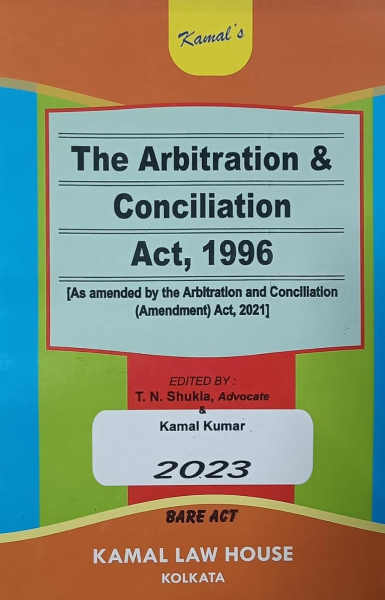 Kamal's
The Arbitration &
Conciliation
Act, 1996
[As amended by the Arbitration and Conciliation
(Amendment) Act, 2021]
EDITED BY :
T. N. Shukla, Advocate
&
Kamal Kumar
2023
BARE ACT
KAMAL LAW HOUSE
KOLKATA